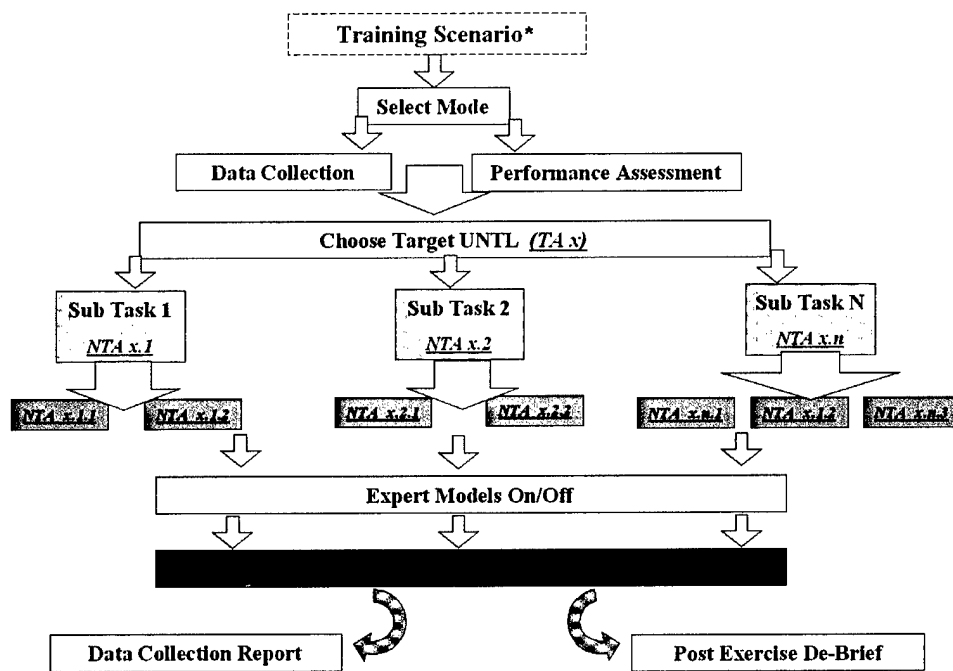 Training Scenario*
Select Mode
Data Collection
Performance Assessment
Choose Target UNTL (TA x)
Sub Task 1
NTA x.1
Sub Task 2
NTA x.2
Sub Task N
NTA x.n
NTA x.1.1
NTA x.1.2
NTA x.2.1
NTA x.2.2
NTA x.n.1
NTA x.1.2
NTA x.n.3
Expert Models On/Off
Data Collection Report
Post Exercise De-Brief